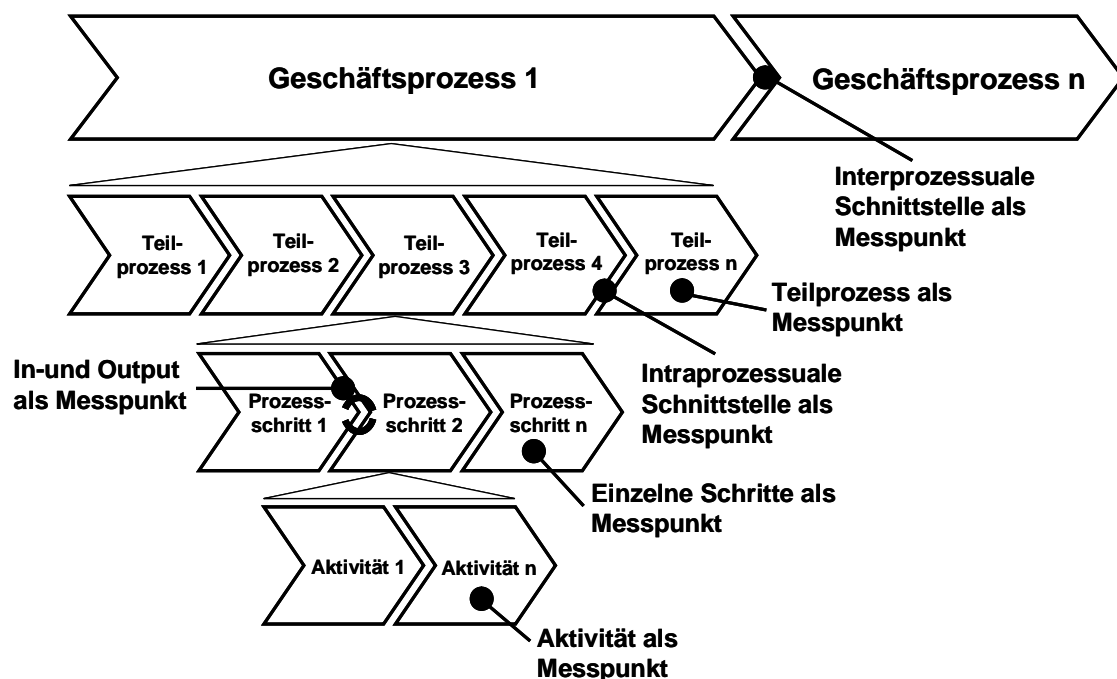 Geschäftsprozess 1
Geschäftsprozess n
Interprozessuale
Schnittstelle als
Messpunkt
Teil-
prozess 1
Teil-
prozess 2
Teil-
prozess 3
Teil-
prozess 4
Teil-
prozess n
Teilprozess als
Messpunkt
In-und Output
als Messpunkt
Prozess-
schritt 1
Prozess-
schritt 2
Prozess-
schritt n
Intraprozessuale
Schnittstelle als
Messpunkt
Einzelne Schritte als
Messpunkt
Aktivität 1
Aktivität n
Aktivität als
Messpunkt